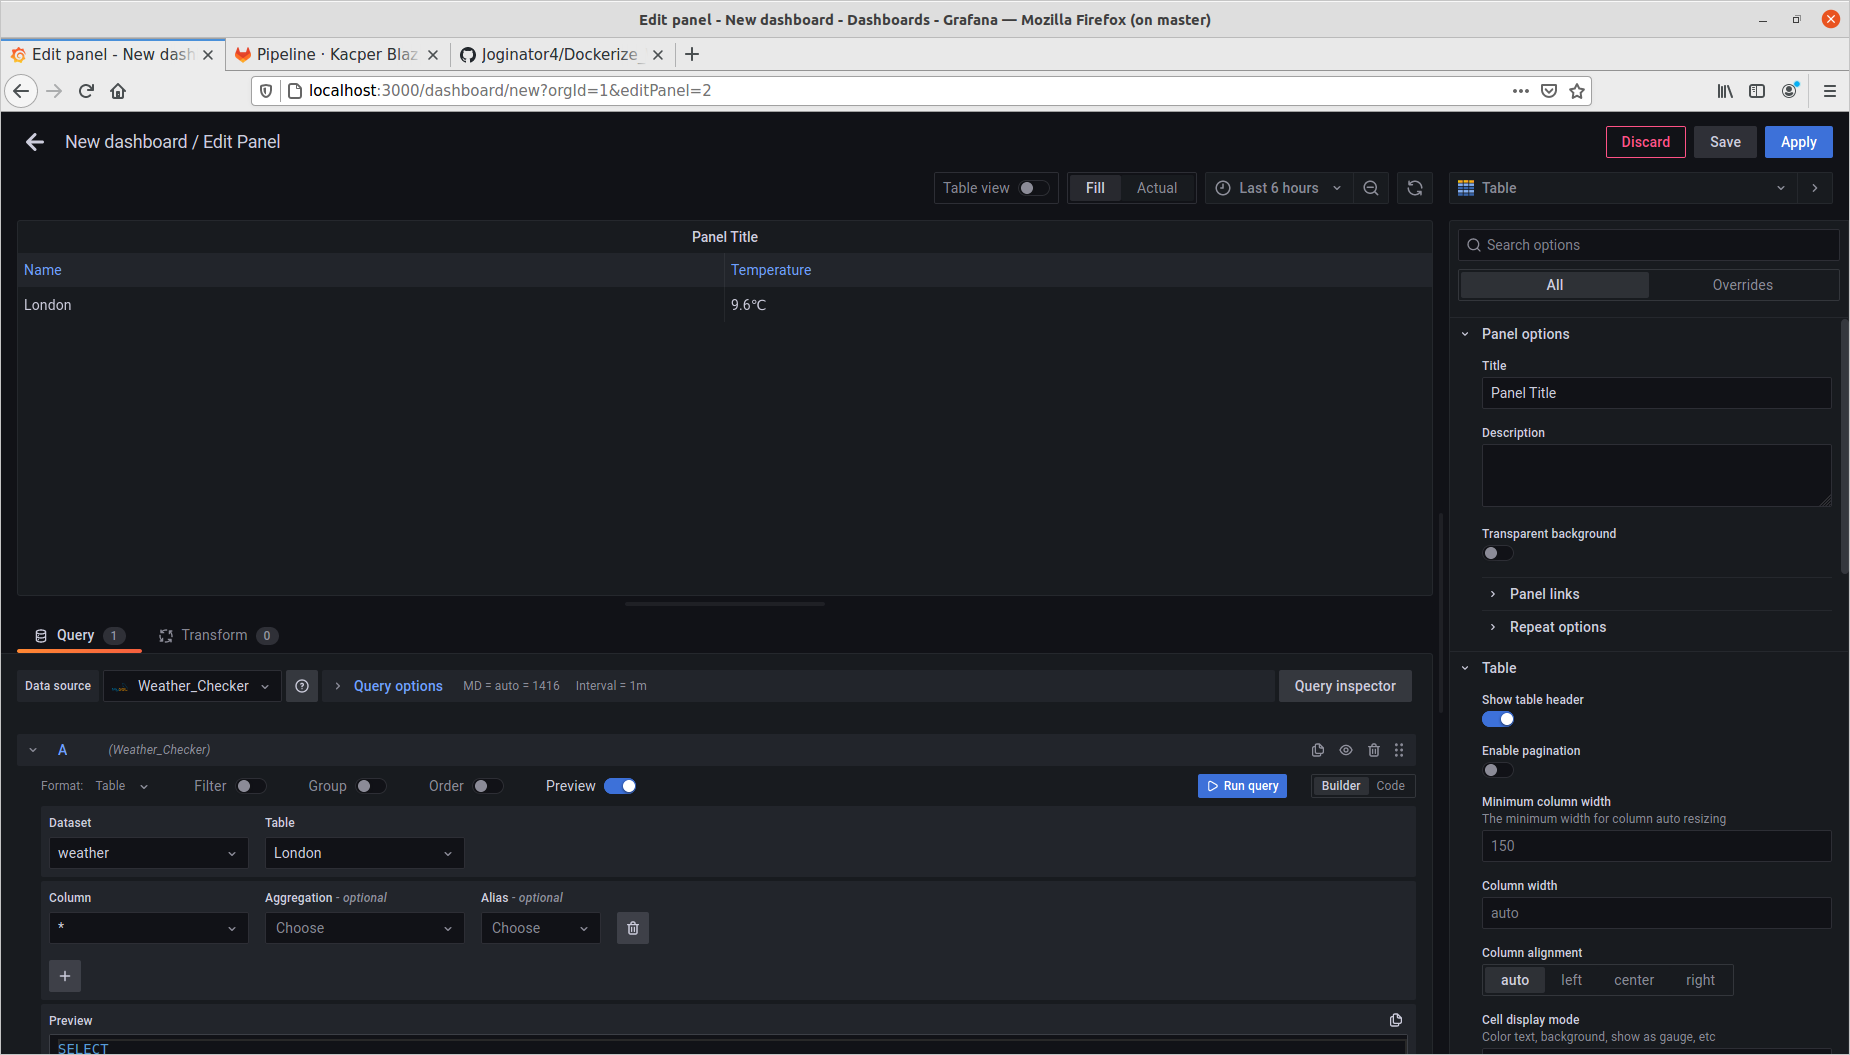 Edit panel - New dashboard - Dashboards - Grafana — Mozilla Firefox (on master)
Edit panel - New dash
Pipeline · Kacper Blaz
Joginator4/Dockerize_
localhost:3000/dashboard/new?orgId=1&editPanel=2
New dashboard / Edit Panel
Discard
Save
Apply
Table view
Fill
Actual
Last 6 hours
Table
Panel Title
Name
Temperature
London
9.6℃
Search options
All
Overrides
Panel options
Title
Panel Title
Description
Transparent background
Panel links
Repeat options
Table
Show table header
Enable pagination
Minimum column width
The minimum width for column auto resizing
150
Column width
auto
Column alignment
auto
left
center
right
Cell display mode
Color text, background, show as gauge, etc
Query 1
Transform 0
Data source
Weather_Checker
Query options
MD = auto = 1416
Interval = 1m
Query inspector
A
(Weather_Checker)
Format: Table
Filter
Group
Order
Preview
Run query
Builder
Code
Dataset
Table
weather
London
Column
Aggregation - optional
Alias - optional
*
Choose
Choose
Preview
SELECT